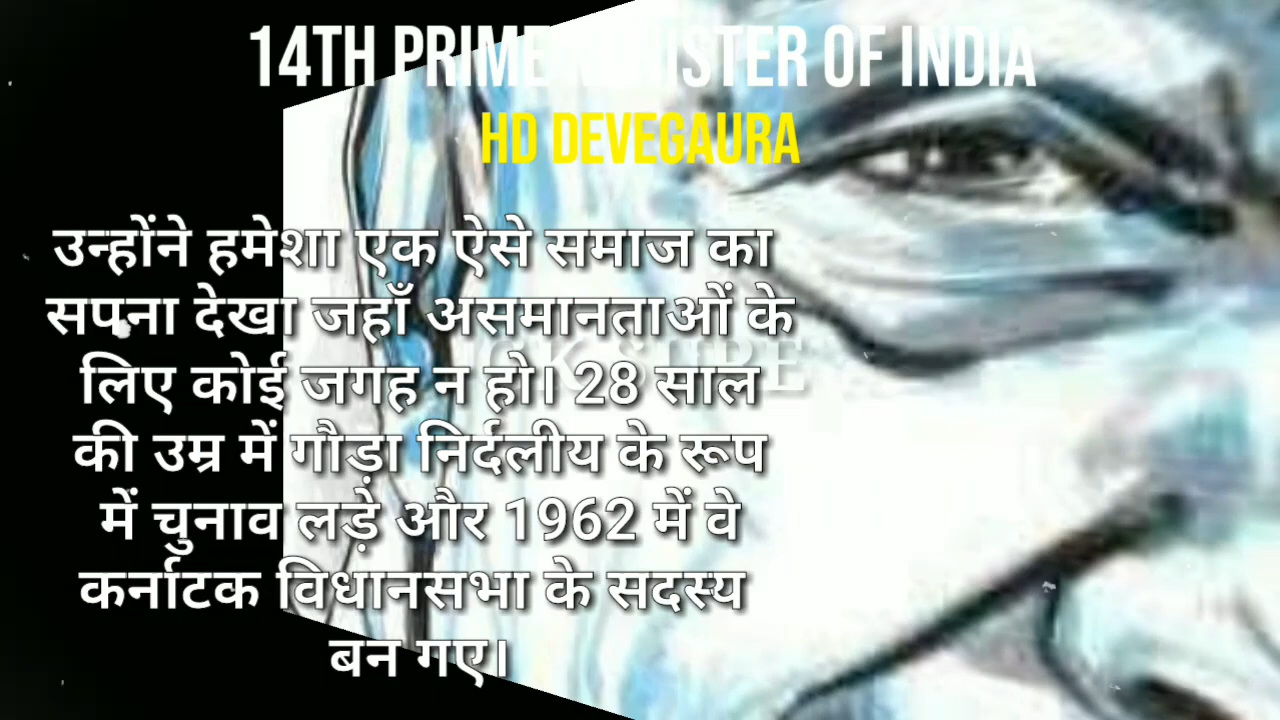 14TH PRIME MINISTER OF INDIA
HD DEVEGAURA
उन्होंने हमेशा एक ऐसे समाज का
सपना देखा जहाँ असमानताओं के
लिए कोई जगह न हो। 28 साल
की उम्र में गौड़ा निर्दलीय के रूप
में चुनाव लड़े और 1962 में वे
कर्नाटक विधानसभा के सदस्य
बन गए।